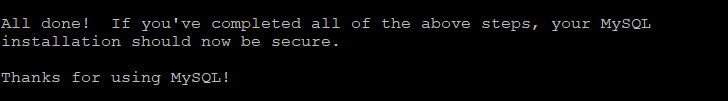 All done!  If you've completed all of the above steps, your MySQL
installation should now be secure.
Thanks for using MySQL!